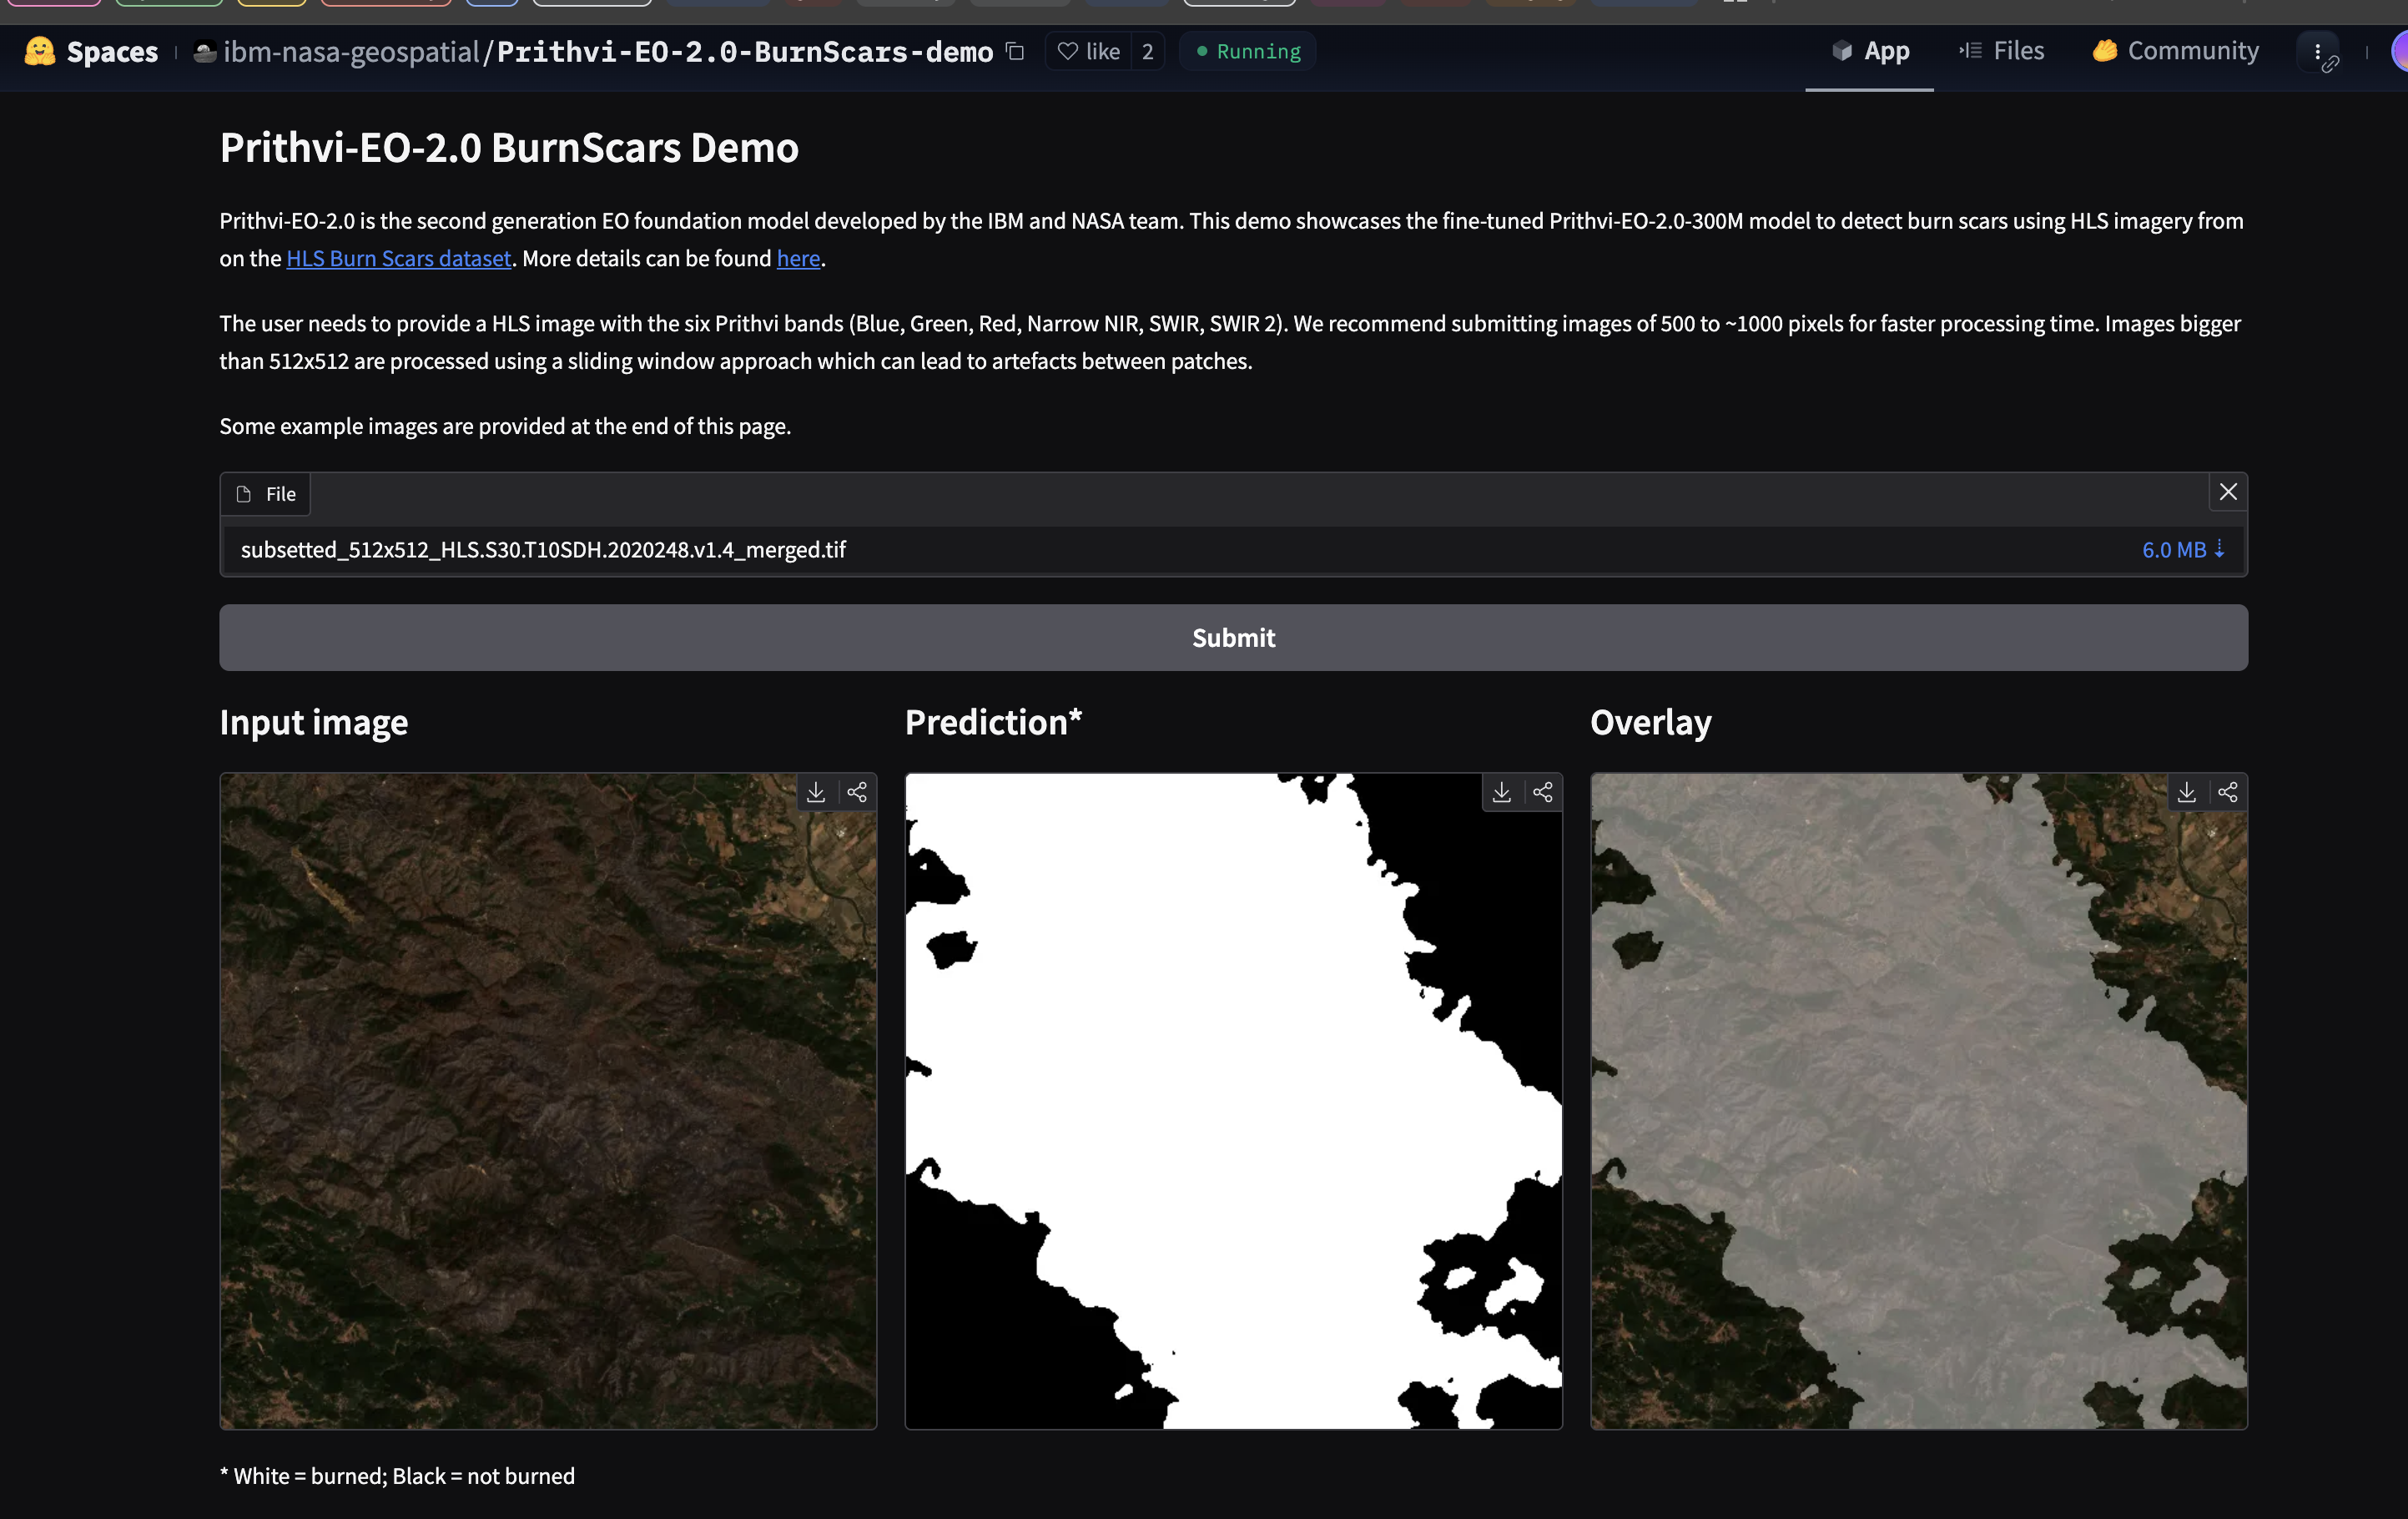 Spaces ibm-nasa-geospatial/Prithvi-EO-2.0-BurnScars-demo like 2 Running App Files Community
Prithvi-EO-2.0 BurnScars Demo
Prithvi-EO-2.0 is the second generation EO foundation model developed by the IBM and NASA team. This demo showcases the fine-tuned Prithvi-EO-2.0-300M model to detect burn scars using HLS imagery from
on the HLS Burn Scars dataset. More details can be found here.
The user needs to provide a HLS image with the six Prithvi bands (Blue, Green, Red, Narrow NIR, SWIR, SWIR 2). We recommend submitting images of 500 to ~1000 pixels for faster processing time. Images bigger
than 512x512 are processed using a sliding window approach which can lead to artefacts between patches.
Some example images are provided at the end of this page.
File
subsetted_512x512_HLS.S30.T10SDH.2020248.v1.4_merged.tif 6.0 MB ⇣
Submit
Input image Prediction* Overlay
* White = burned; Black = not burned